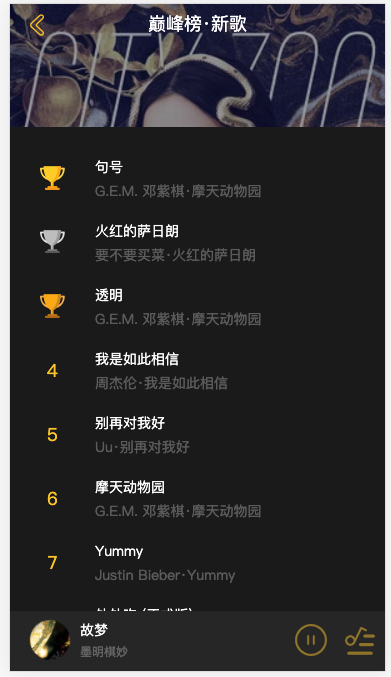 巅峰榜·新歌
句号
G.E.M. 邓紫棋·摩天动物园
火红的萨日朗
要不要买菜·火红的萨日朗
透明
G.E.M. 邓紫棋·摩天动物园
4
我是如此相信
周杰伦·我是如此相信
5
别再对我好
Uu·别再对我好
6
摩天动物园
G.E.M. 邓紫棋·摩天动物园
7
Yummy
Justin Bieber·Yummy
故梦
墨明棋妙